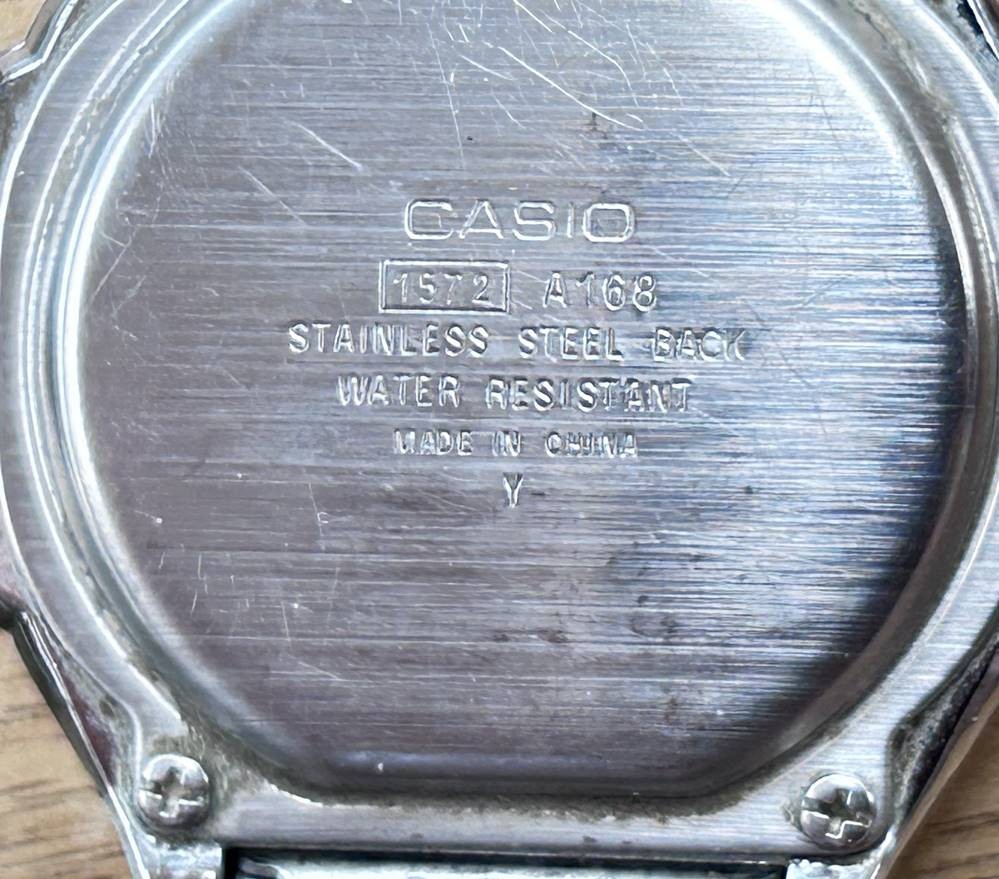 CASIO
1572 A168
STAINLESS STEEL BACK
WATER RESISTANT
MADE IN CHINA
Y